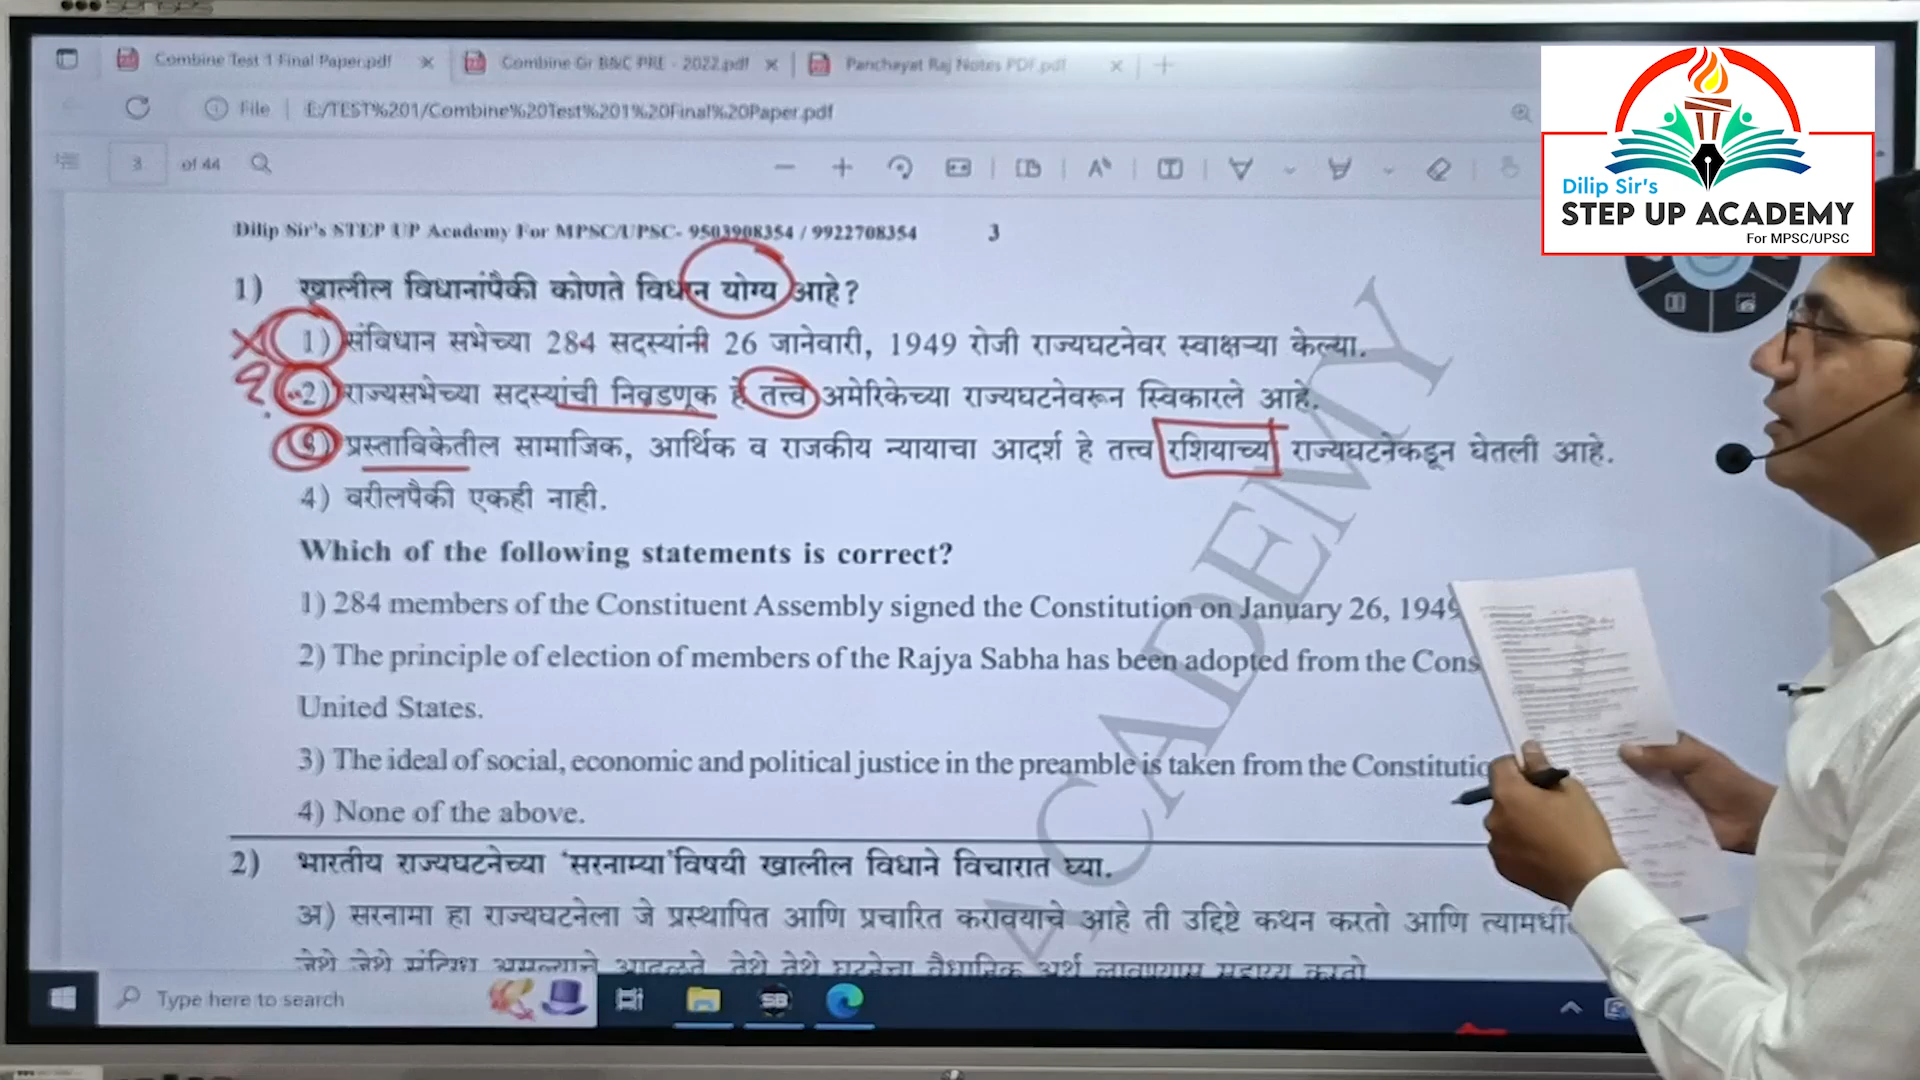 Combine Test 1 Final Paper.pdf
Combine Gr B&C PRE - 2022.pdf
Panchayat Raj Notes PDF.pdf
File
E:/TEST%201/Combine%20Test%201%20Final%20Paper.pdf
3 of 44
Dilip Sir's
STEP UP ACADEMY
For MPSC/UPSC
Dilip Sir's STEP UP Academy For MPSC/UPSC- 9503908354 / 9922708354 3
1) खालील विधानांपैकी कोणते विधान योग्य आहे?
1) संविधान सभेच्या 284 सदस्यांनी 26 जानेवारी, 1949 रोजी राज्यघटनेवर स्वाक्षऱ्या केल्या.
2) राज्यसभेच्या सदस्यांची निवडणूक हे तत्त्व अमेरिकेच्या राज्यघटनेवरून स्विकारले आहे.
3) प्रस्ताविकेतील सामाजिक, आर्थिक व राजकीय न्यायाचा आदर्श हे तत्त्व रशियाच्या राज्यघटनेकडून घेतली आहे.
4) वरीलपैकी एकही नाही.
Which of the following statements is correct?
1) 284 members of the Constituent Assembly signed the Constitution on January 26, 1949
2) The principle of election of members of the Rajya Sabha has been adopted from the Cons
United States.
3) The ideal of social, economic and political justice in the preamble is taken from the Constitutio
4) None of the above.
2) भारतीय राज्यघटनेच्या 'सरनाम्या'विषयी खालील विधाने विचारात घ्या.
अ) सरनामा हा राज्यघटनेला जे प्रस्थापित आणि प्रचारित करावयाचे आहे ती उद्दिष्टे कथन करतो आणि त्यामधी
ACADEMY
Type here to search
SB